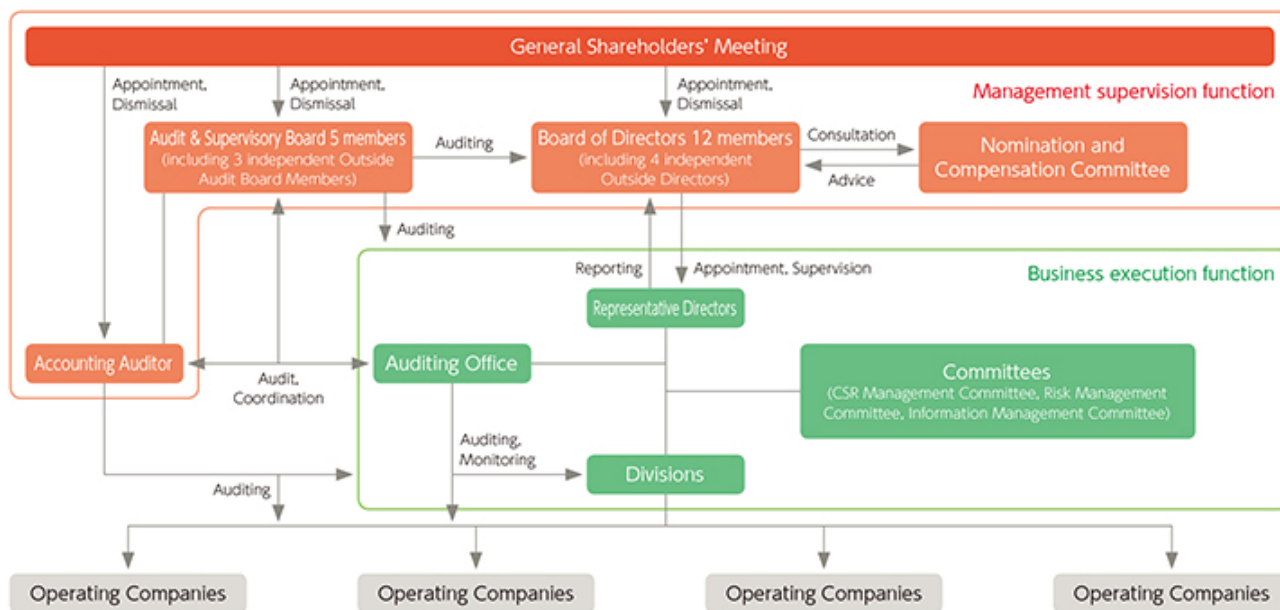 General Shareholders' Meeting
Appointment,
Dismissal
Appointment,
Dismissal
Appointment,
Dismissal
Management supervision function
Audit & Supervisory Board 5 members
(including 3 independent Outside
Audit Board Members)
Auditing
Board of Directors 12 members
(including 4 independent
Outside Directors)
Consultation
Advice
Nomination and
Compensation Committee
Auditing
Reporting
Appointment, Supervision
Business execution function
Representative Directors
Accounting Auditor
Audit,
Coordination
Auditing Office
Committees
(CSR Management Committee, Risk Management
Committee, Information Management Committee)
Auditing,
Monitoring
Divisions
Auditing
Operating Companies
Operating Companies
Operating Companies
Operating Companies